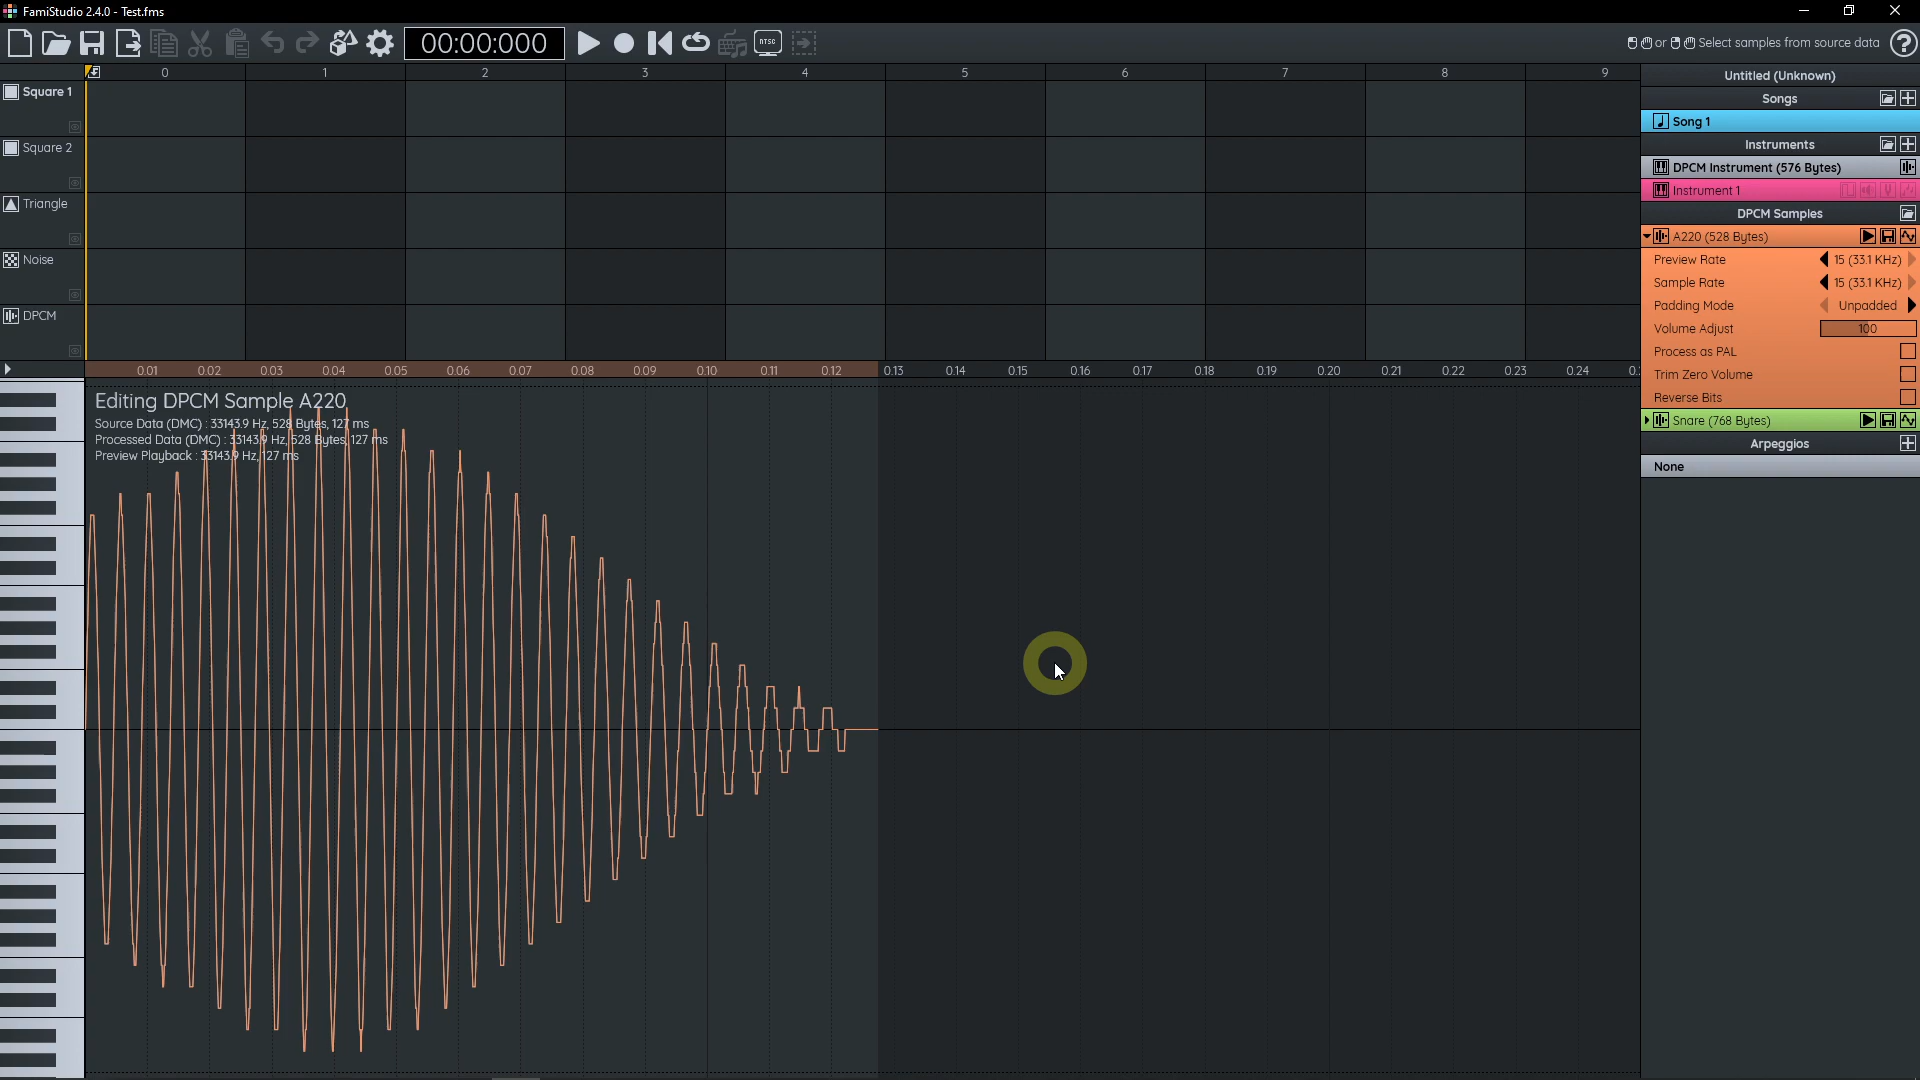 FamiStudio 2.4.0 - Test.fms
00:00:000
NTSC
or Select samples from source data
?
0 1 2 3 4 5 6 7 8 9
Square 1
Square 2
Triangle
Noise
DPCM
Untitled (Unknown)
Songs
Song 1
Instruments
DPCM Instrument (576 Bytes)
Instrument 1
DPCM Samples
A220 (528 Bytes)
Preview Rate 15 (33.1 KHz)
Sample Rate 15 (33.1 KHz)
Padding Mode Unpadded
Volume Adjust 100
Process as PAL
Trim Zero Volume
Reverse Bits
Snare (768 Bytes)
Arpeggios
None
0.01 0.02 0.03 0.04 0.05 0.06 0.07 0.08 0.09 0.10 0.11 0.12 0.13 0.14 0.15 0.16 0.17 0.18 0.19 0.20 0.21 0.22 0.23 0.24
Editing DPCM Sample A220
Source Data (DMC) : 33143.9 Hz, 528 Bytes, 127 ms
Processed Data (DMC) : 33143.9 Hz, 528 Bytes, 127 ms
Preview Playback : 33143.9 Hz, 127 ms